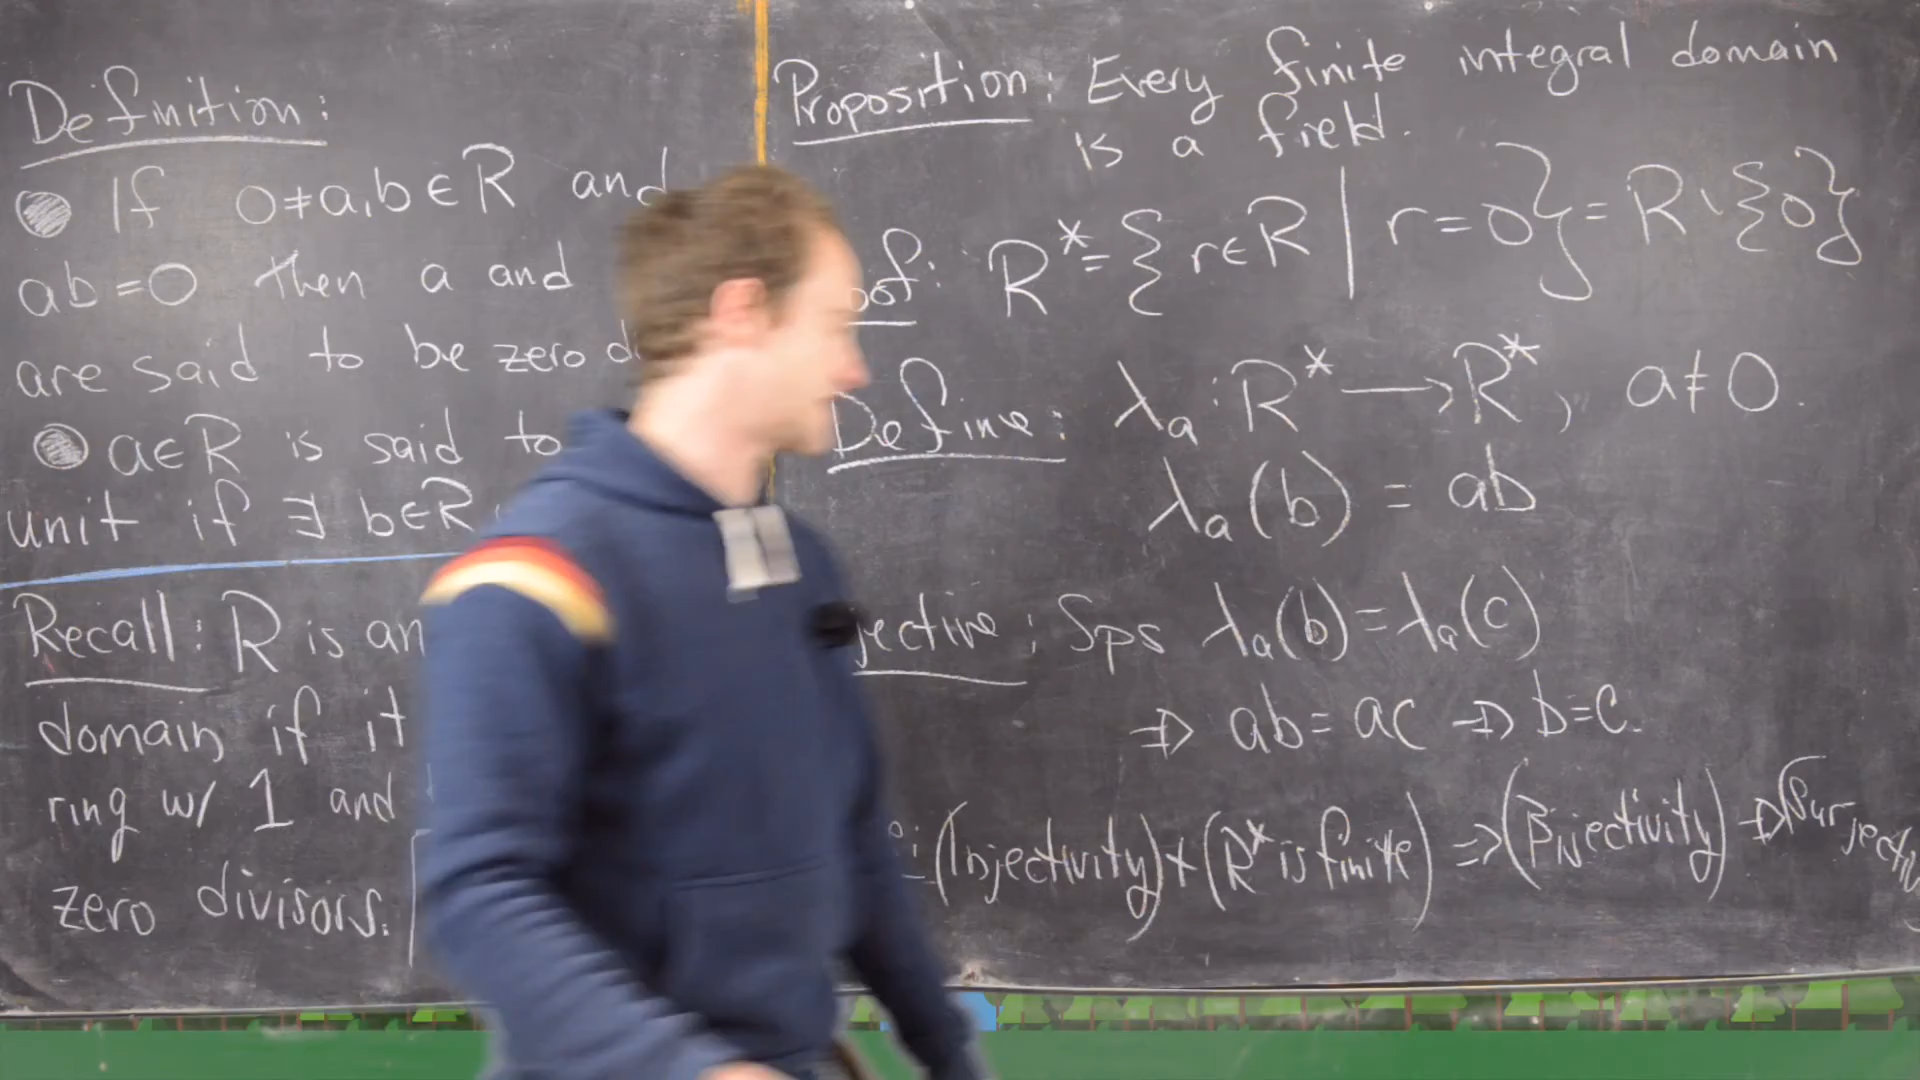 Definition:
If 0≠a,b∈R and
ab=0 then a and
are said to be zero
a∈R is said to
unit if ∃ b∈R
Recall: R is an
domain if it
ring w/ 1 and
zero divisors.
Proposition: Every finite integral domain
is a field.
R*={r∈R | r=0}=R\{0}
Define: λa:R*→R*, a≠0.
λa(b) = ab
Sps λa(b)=λa(c)
⇒ ab=ac ⇒ b=c.
(Injectivity)+(R* is finite)⇒(Bijectivity)⇒